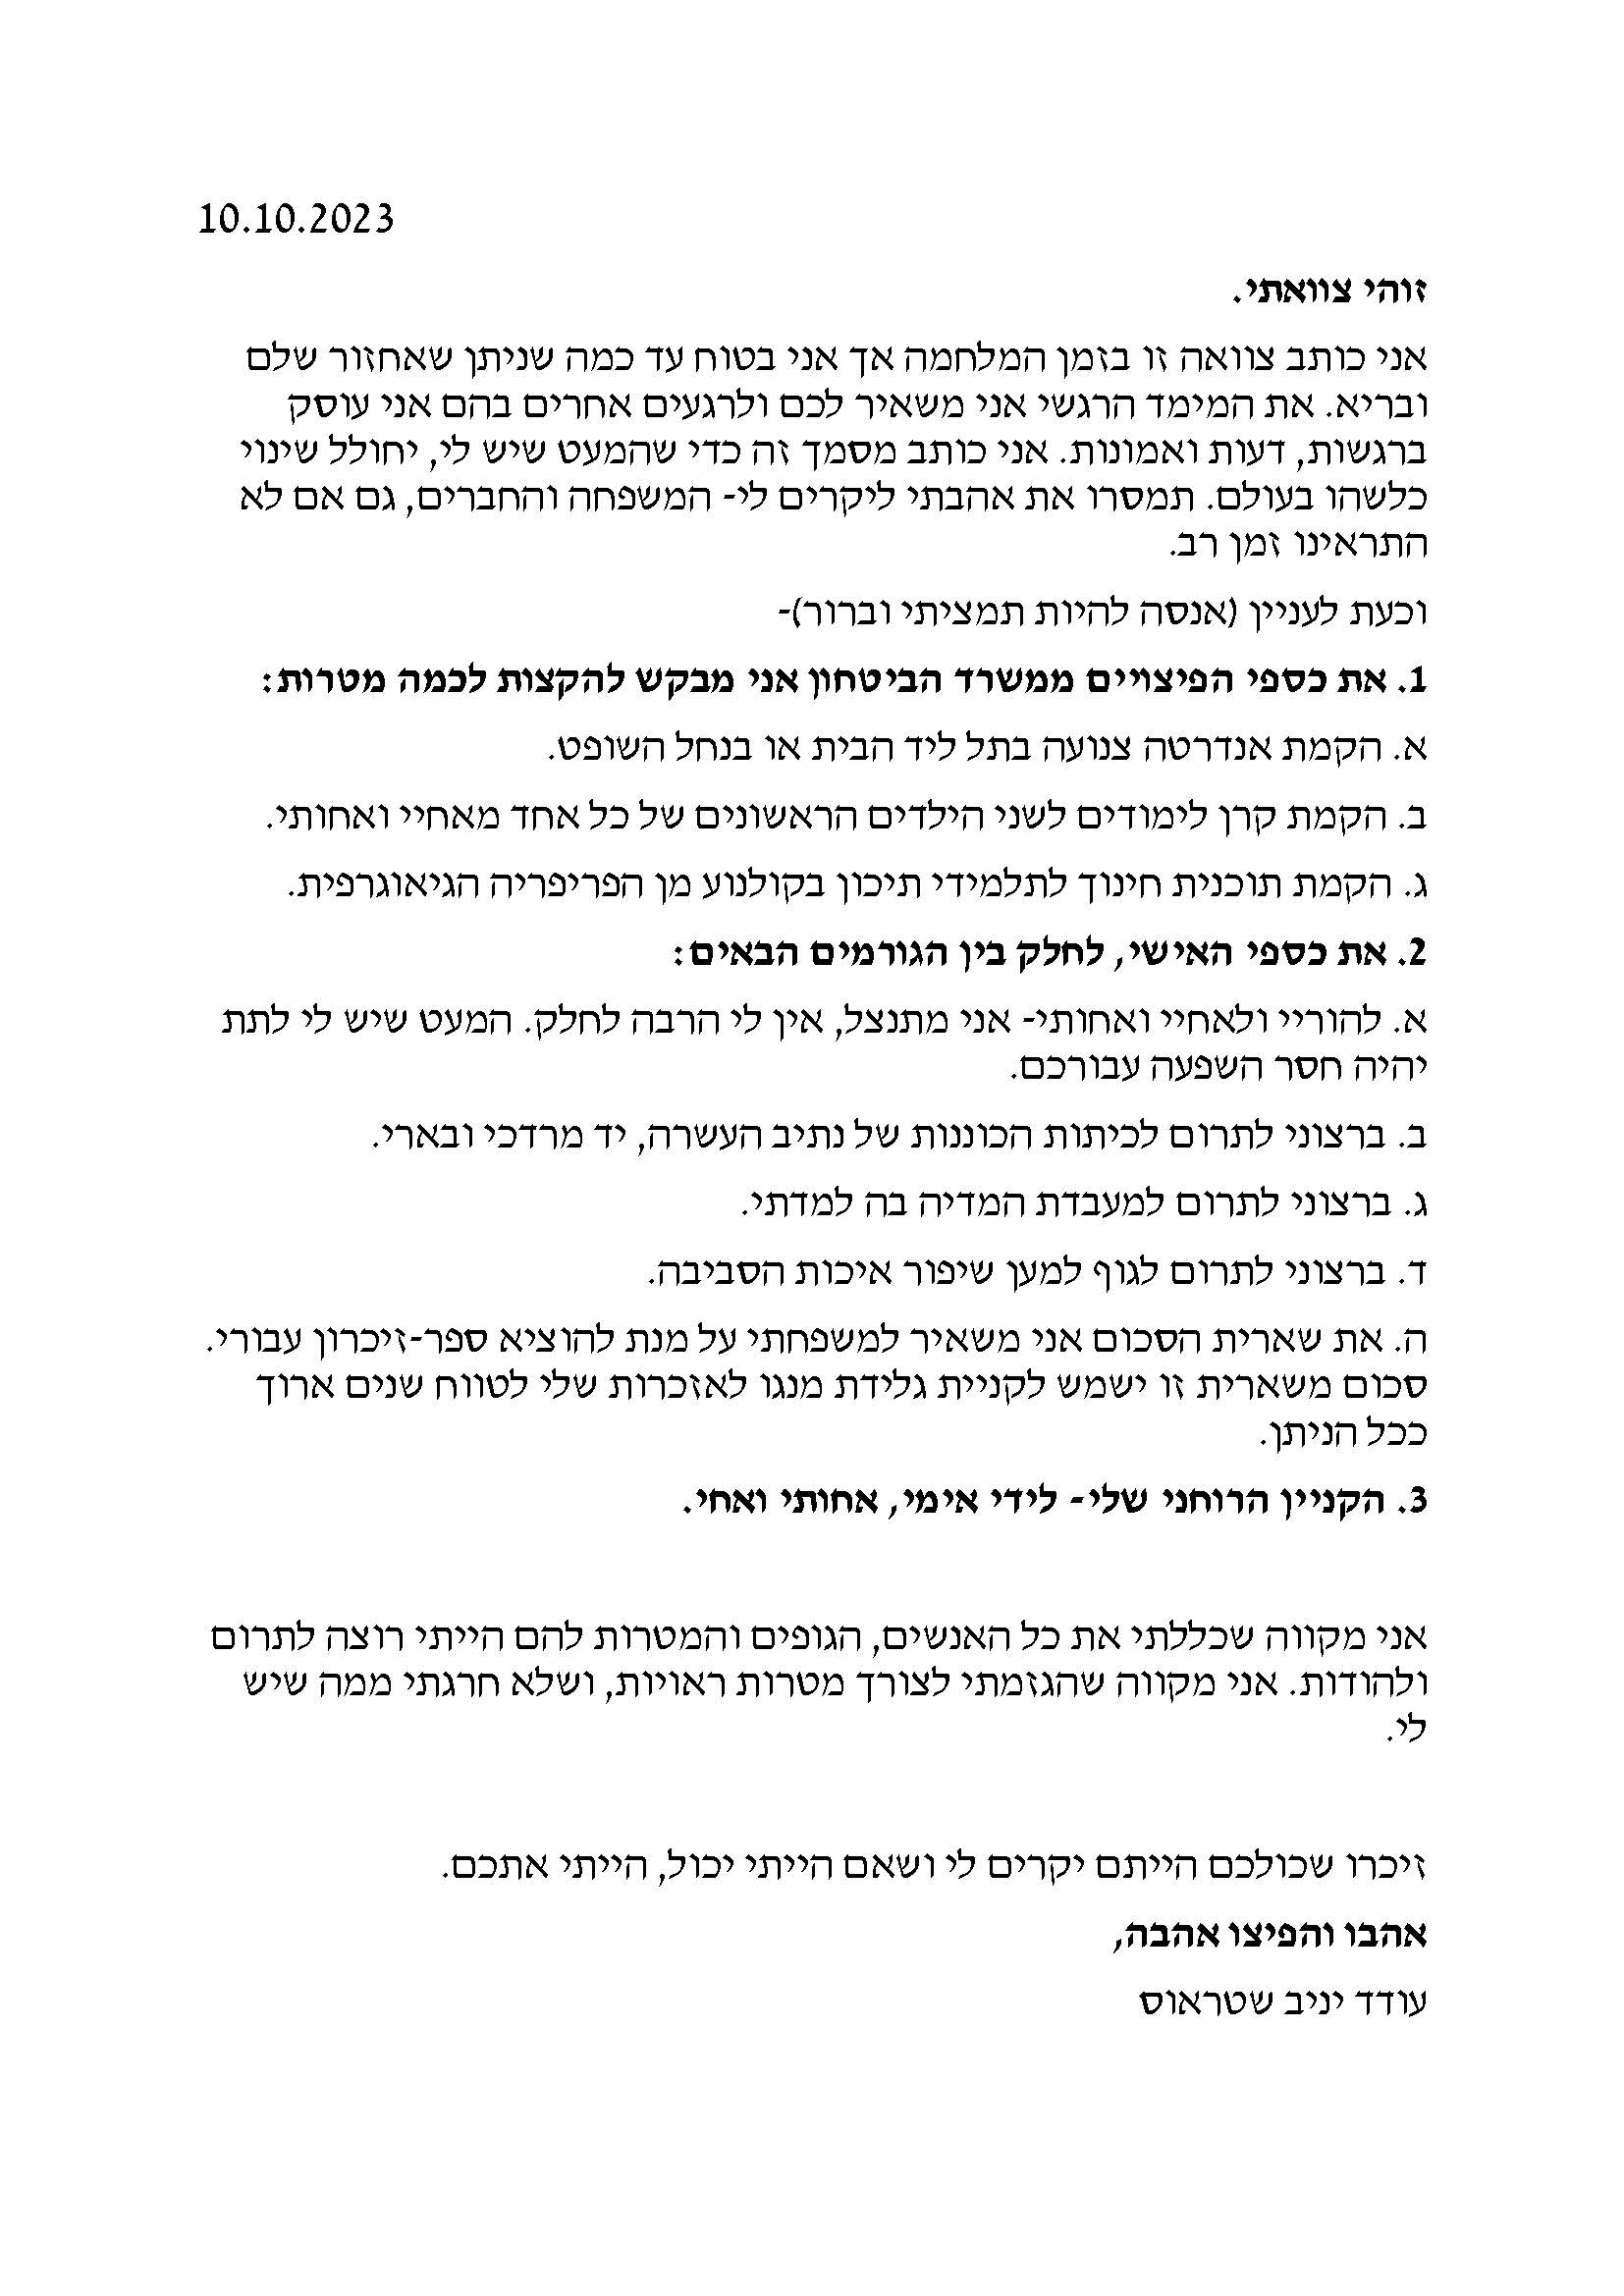 10.10.2023
זוהי צוואתי.
אני כותב צוואה זו בזמן המלחמה אך אני בטוח עד כמה שניתן שאחזור שלם
ובריא. את המימד הרגשי אני משאיר לכם ולרגעים אחרים בהם אני עוסק
ברגשות, דעות ואמונות. אני כותב מסמך זה כדי שהמעט שיש לי, יחולל שינוי
כלשהו בעולם. תמסרו את אהבתי ליקרים לי- המשפחה והחברים, גם אם לא
התראינו זמן רב.
וכעת לעניין (אנסה להיות תמציתי וברור)-
1. את כספי הפיצויים ממשרד הביטחון אני מבקש להקצות לכמה מטרות:
א. הקמת אנדרטה צנועה בתל ליד הבית או בנחל השופט.
ב. הקמת קרן לימודים לשני הילדים הראשונים של כל אחד מאחיי ואחותי.
ג. הקמת תוכנית חינוך לתלמידי תיכון בקולנוע מן הפריפריה הגיאוגרפית.
2. את כספי האישי, לחלק בין הגורמים הבאים:
א. להוריי ולאחיי ואחותי- אני מתנצל, אין לי הרבה לחלק. המעט שיש לי לתת
יהיה חסר השפעה עבורכם.
ב. ברצוני לתרום לכיתות הכוננות של נתיב העשרה, יד מרדכי ובארי.
ג. ברצוני לתרום למעבדת המדיה בה למדתי.
ד. ברצוני לתרום לגוף למען שיפור איכות הסביבה.
ה. את שארית הסכום אני משאיר למשפחתי על מנת להוציא ספר-זיכרון עבורי.
סכום משארית זו ישמש לקניית גלידת מנגו לאזכרות שלי לטווח שנים ארוך
ככל הניתן.
3. הקניין הרוחני שלי- לידי אימי, אחותי ואחי.
אני מקווה שכללתי את כל האנשים, הגופים והמטרות להם הייתי רוצה לתרום
ולהודות. אני מקווה שהגזמתי לצורך מטרות ראויות, ושלא חרגתי ממה שיש
לי.
זיכרו שכולכם הייתם יקרים לי ושאם הייתי יכול, הייתי אתכם.
אהבו והפיצו אהבה,
עודד יניב שטראוס